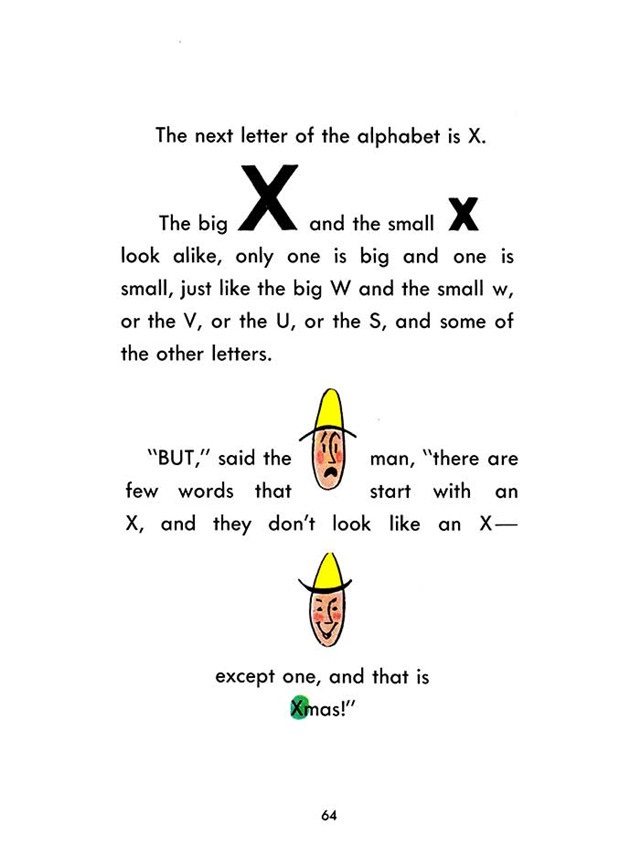 The next letter of the alphabet is X.
The big X and the small x
look alike, only one is big and one is
small, just like the big W and the small w,
or the V, or the U, or the S, and some of
the other letters.
"BUT," said the man, "there are
few words that start with an
X, and they don't look like an X—
except one, and that is
Xmas!"
64